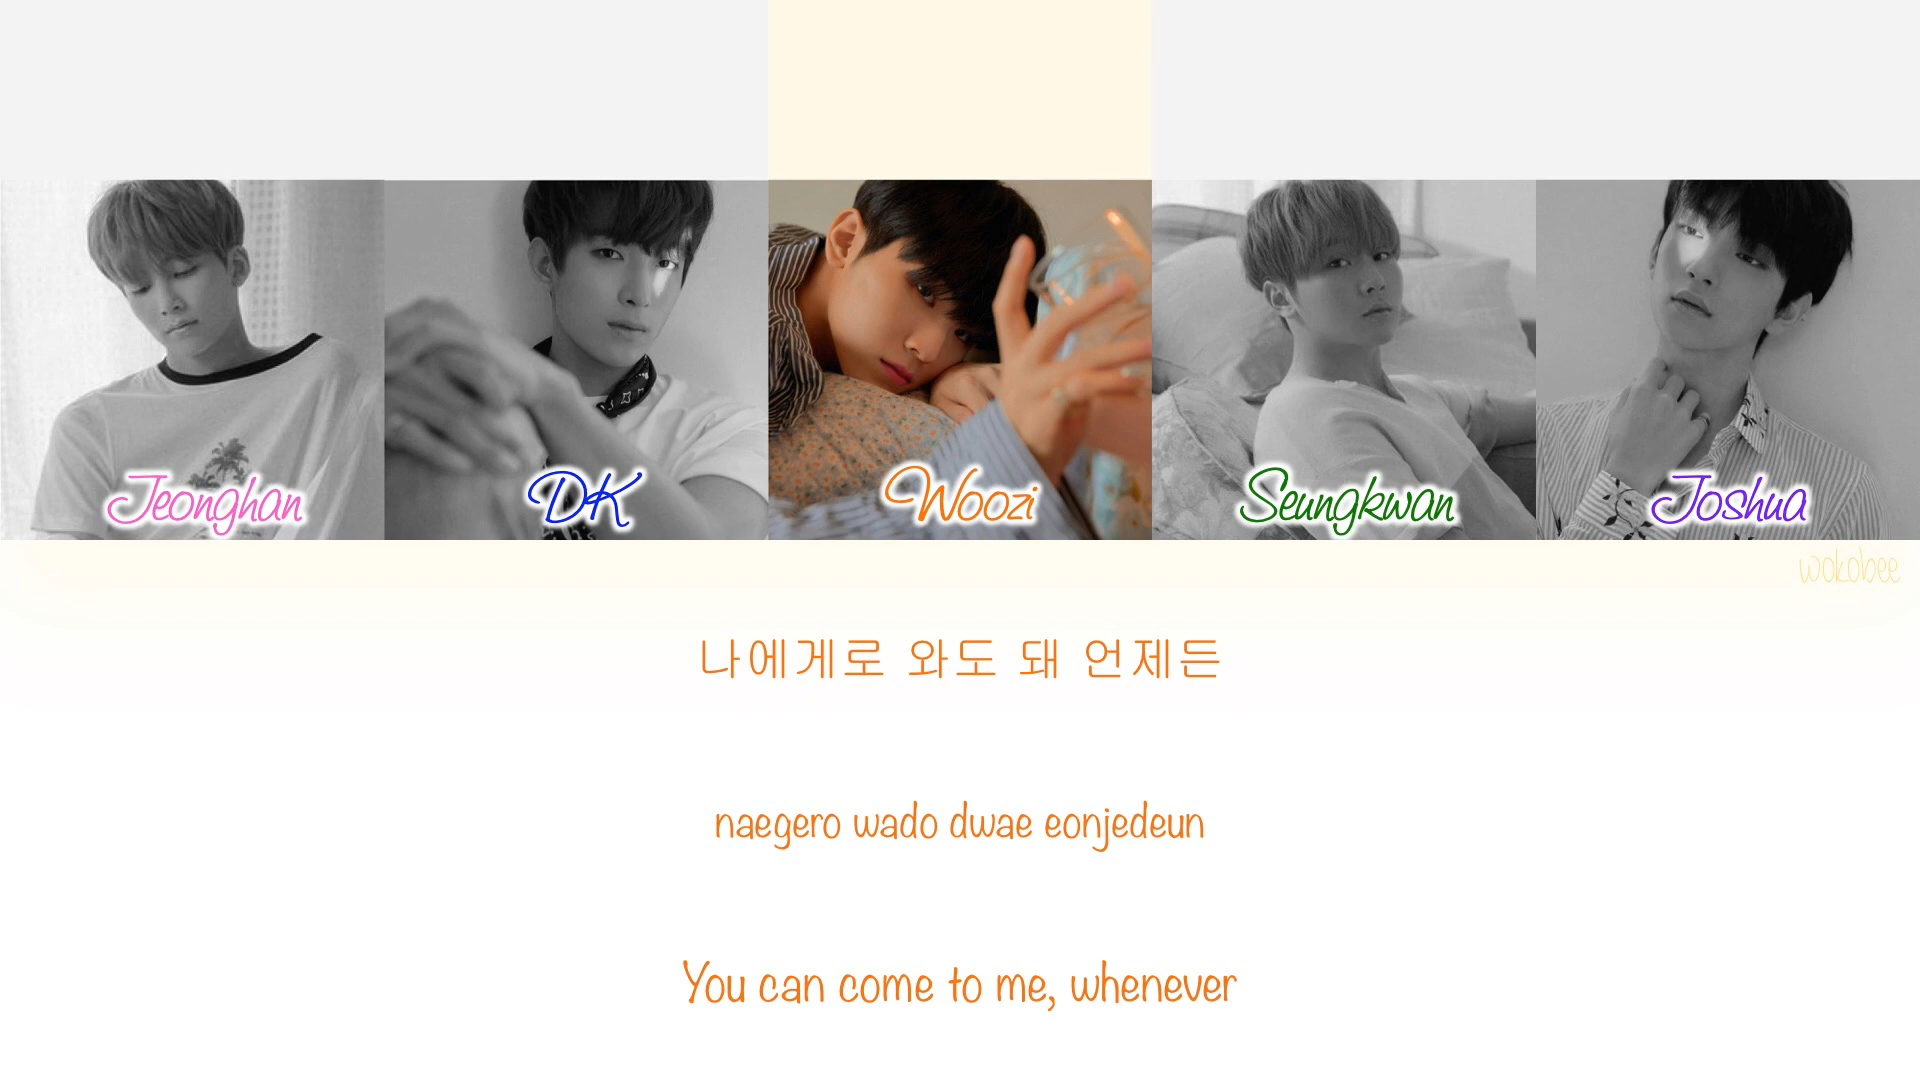 Jeonghan
DK
Woozi
Seungkwan
Joshua
wokobee
나에게로 와도 돼 언제든
naegero wado dwae eonjedeun
You can come to me, whenever